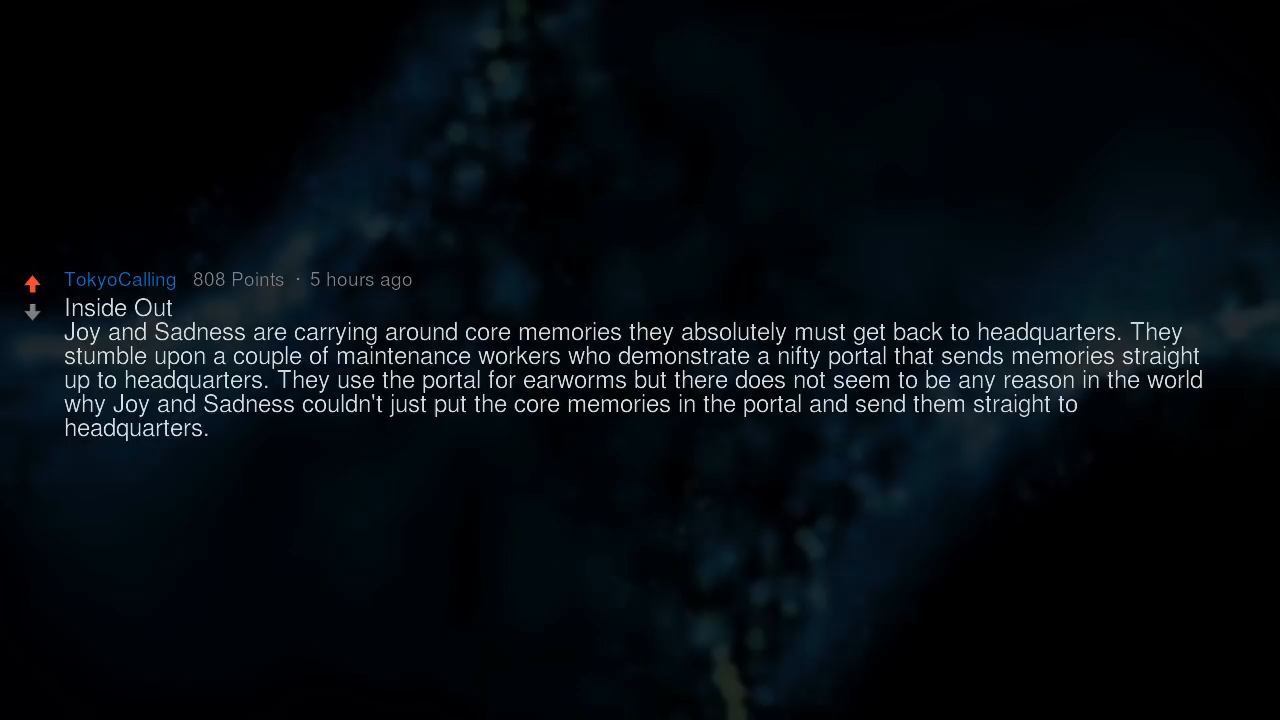 TokyoCalling 808 Points · 5 hours ago
Inside Out
Joy and Sadness are carrying around core memories they absolutely must get back to headquarters. They
stumble upon a couple of maintenance workers who demonstrate a nifty portal that sends memories straight
up to headquarters. They use the portal for earworms but there does not seem to be any reason in the world
why Joy and Sadness couldn't just put the core memories in the portal and send them straight to
headquarters.